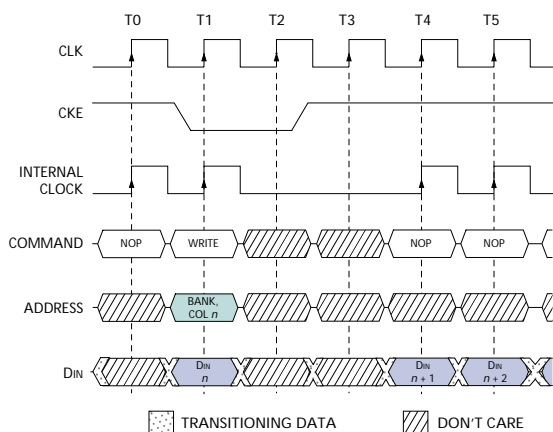 T0 T1 T2 T3 T4 T5
CLK
CKE
INTERNAL
CLOCK
COMMAND NOP WRITE NOP NOP
ADDRESS BANK,
COL n
DIN DIN
n DIN
n + 1 DIN
n + 2
TRANSITIONING DATA DON'T CARE